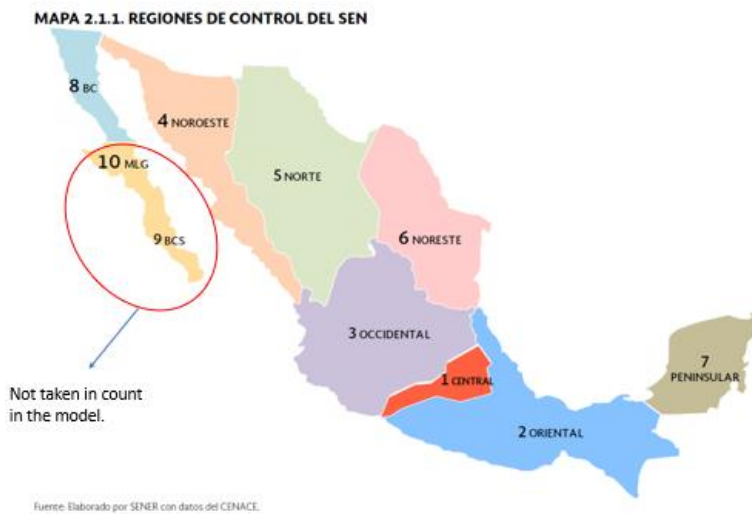 MAPA 2.1.1. REGIONES DE CONTROL DEL SEN
8 BC
4 NOROESTE
10 MLG
5 NORTE
9 BCS
6 NORESTE
3 OCCIDENTAL
7
PENINSULAR
1 CENTRAL
Not taken in count
in the model.
2 ORIENTAL
Fuente: Elaborado por SENER con datos del CENACE.